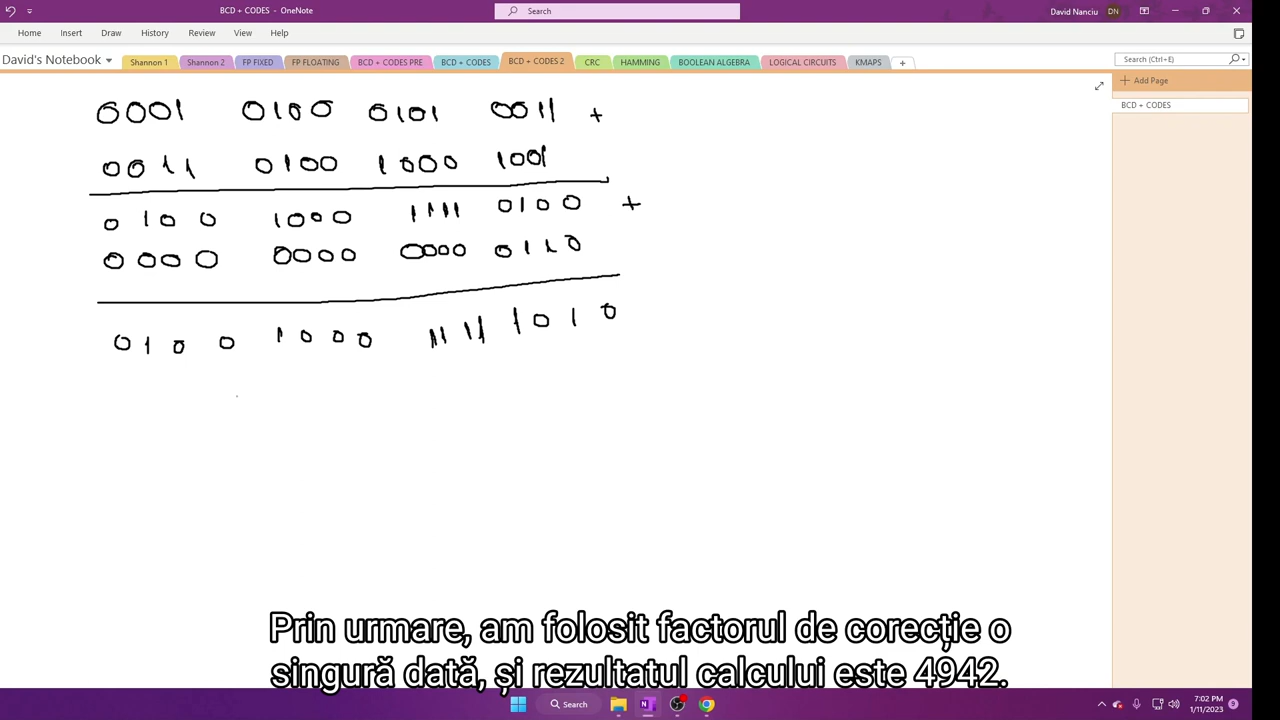 BCD + CODES - OneNote
Search
David Nanciu DN
Home Insert Draw History Review View Help
David's Notebook Shannon 1 Shannon 2 FP FIXED FP FLOATING BCD + CODES PRE BCD + CODES BCD + CODES 2 CRC HAMMING BOOLEAN ALGEBRA LOGICAL CIRCUITS KMAPS
Search (Ctrl+E)
Add Page
BCD + CODES
0001 0100 0101 0011 +
0011 0100 1000 1001
0100 1000 1111 0100 +
0000 0000 0000 0110
0100 1000 1111 1010
Prin urmare, am folosit factorul de corecție o
singură dată, și rezultatul calcului este 4942.
Search
7:02 PM
1/11/2023